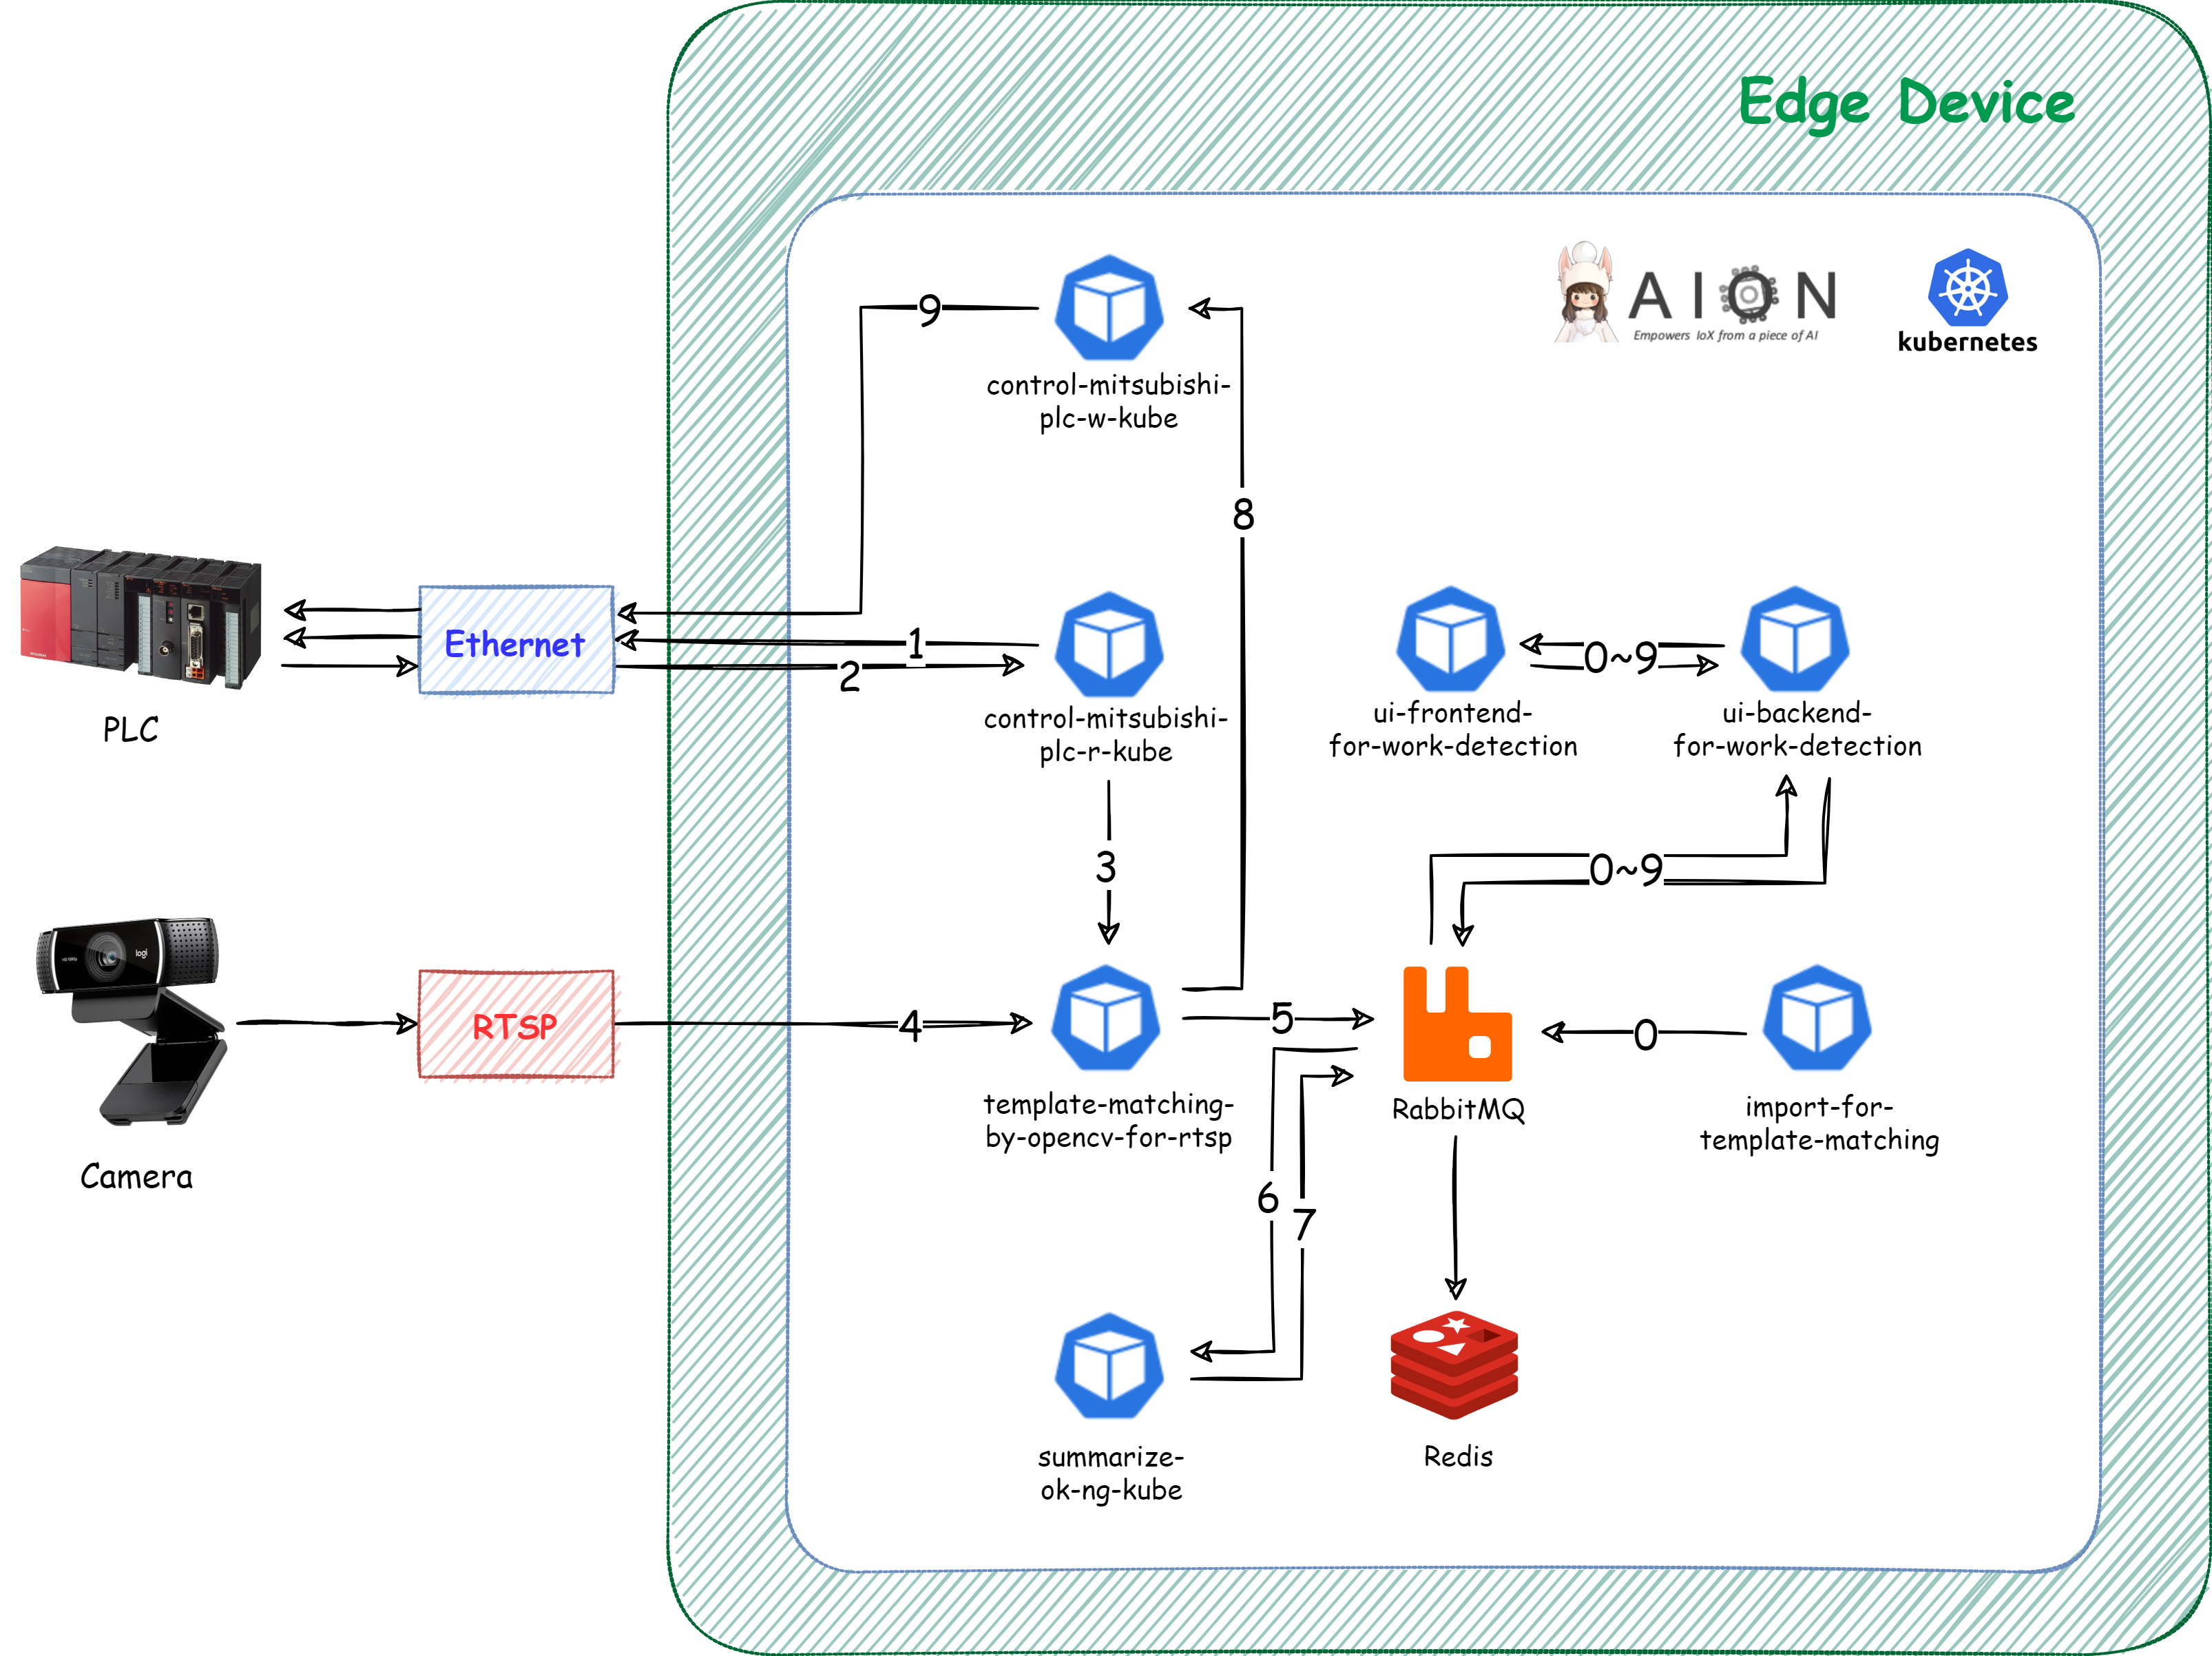 Edge Device
AION
Empowers IoX from a piece of AI
kubernetes
9
control-mitsubishi-
plc-w-kube
8
Ethernet
1
2
PLC
control-mitsubishi-
plc-r-kube
0~9
ui-frontend-
for-work-detection
ui-backend-
for-work-detection
3
0~9
logi
RTSP
4
5
0
Camera
template-matching-
by-opencv-for-rtsp
RabbitMQ
import-for-
template-matching
6
7
summarize-
ok-ng-kube
Redis